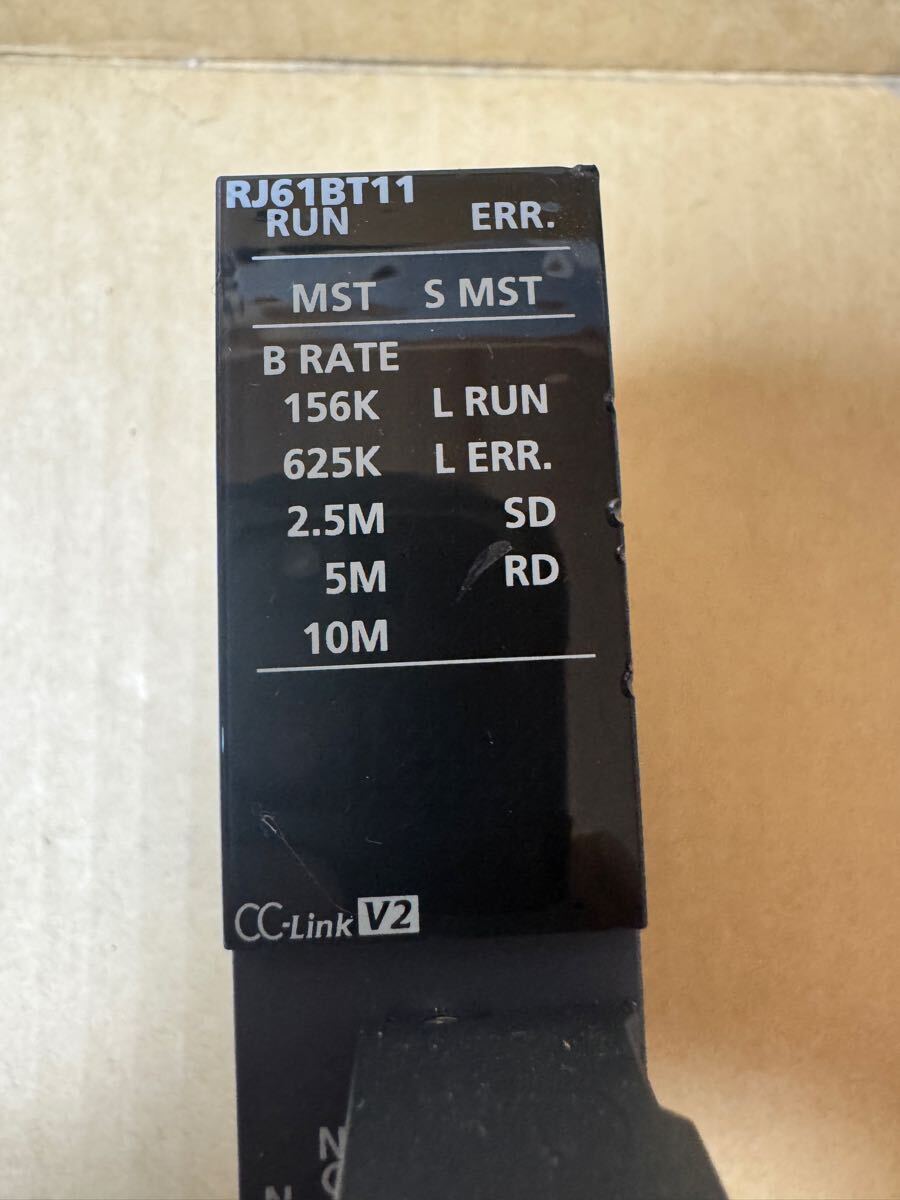 RJ61BT11
RUN ERR.
MST S MST
B RATE
156K L RUN
625K L ERR.
2.5M SD
5M RD
10M
CC-Link V2
N
N